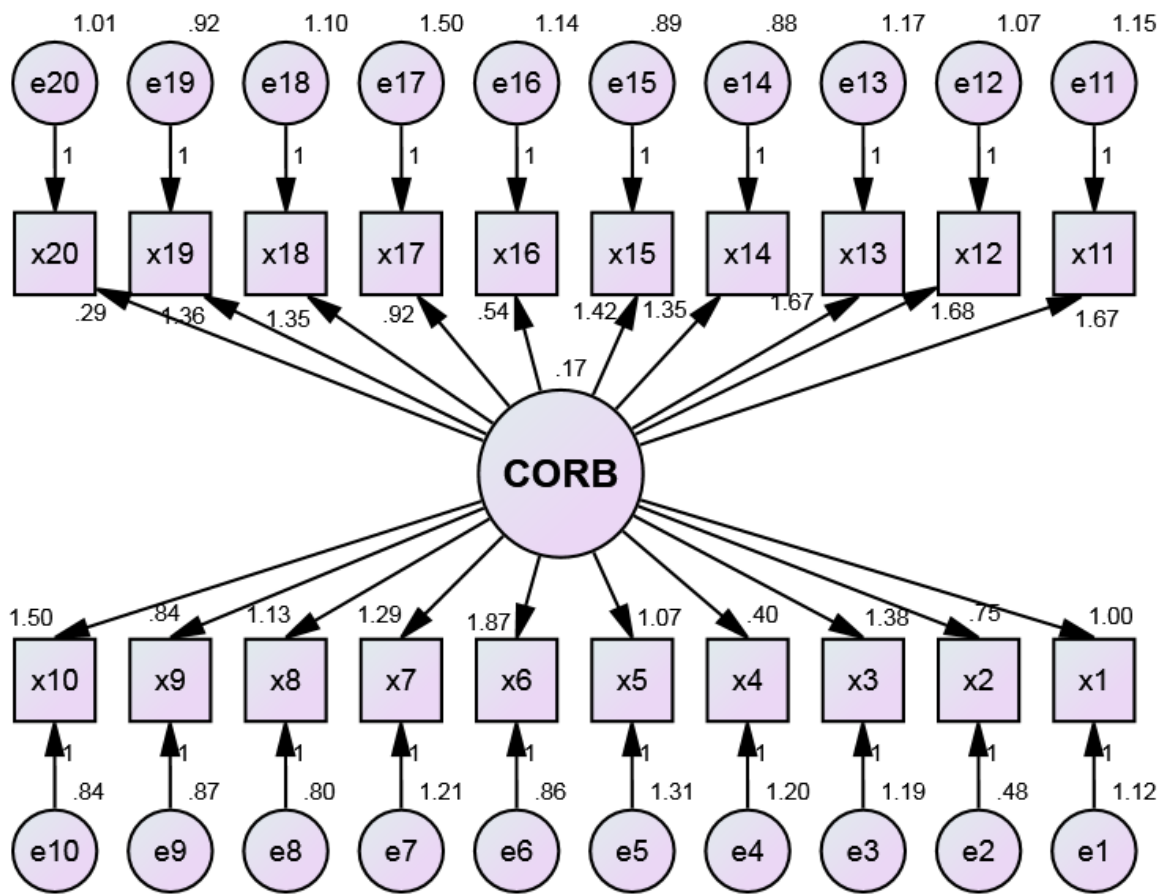 1.01 .92 1.10 1.50 1.14 .89 .88 1.17 1.07 1.15
e20 e19 e18 e17 e16 e15 e14 e13 e12 e11
1 1 1 1 1 1 1 1 1 1
x20 x19 x18 x17 x16 x15 x14 x13 x12 x11
.29 1.36 1.35 .92 .54 1.42 1.35 1.67 1.68 1.67
.17
CORB
1.50 .84 1.13 1.29 1.87 1.07 .40 1.38 .75 1.00
x10 x9 x8 x7 x6 x5 x4 x3 x2 x1
1 1 1 1 1 1 1 1 1 1
.84 .87 .80 1.21 .86 1.31 1.20 1.19 .48 1.12
e10 e9 e8 e7 e6 e5 e4 e3 e2 e1